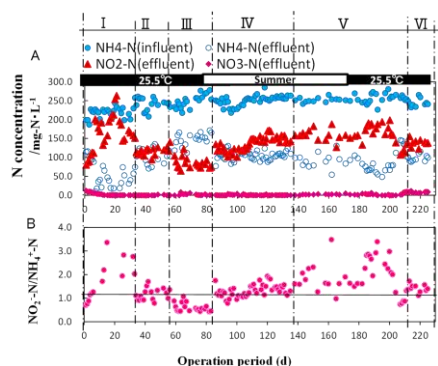 I II III IV V VI
A
NH4-N(influent) NH4-N(effluent)
NO2-N(effluent) NO3-N(effluent)
25.5℃ Summer 25.5℃
N concentration
/mg-N·L-1
300.0
250.0
200.0
150.0
100.0
50.0
0.0
0 20 40 60 80 100 120 140 160 180 200 220
B
NO2--N/NH4+-N
4.0
3.0
2.0
1.0
0.0
0 20 40 60 80 100 120 140 160 180 200 220
Operation period (d)